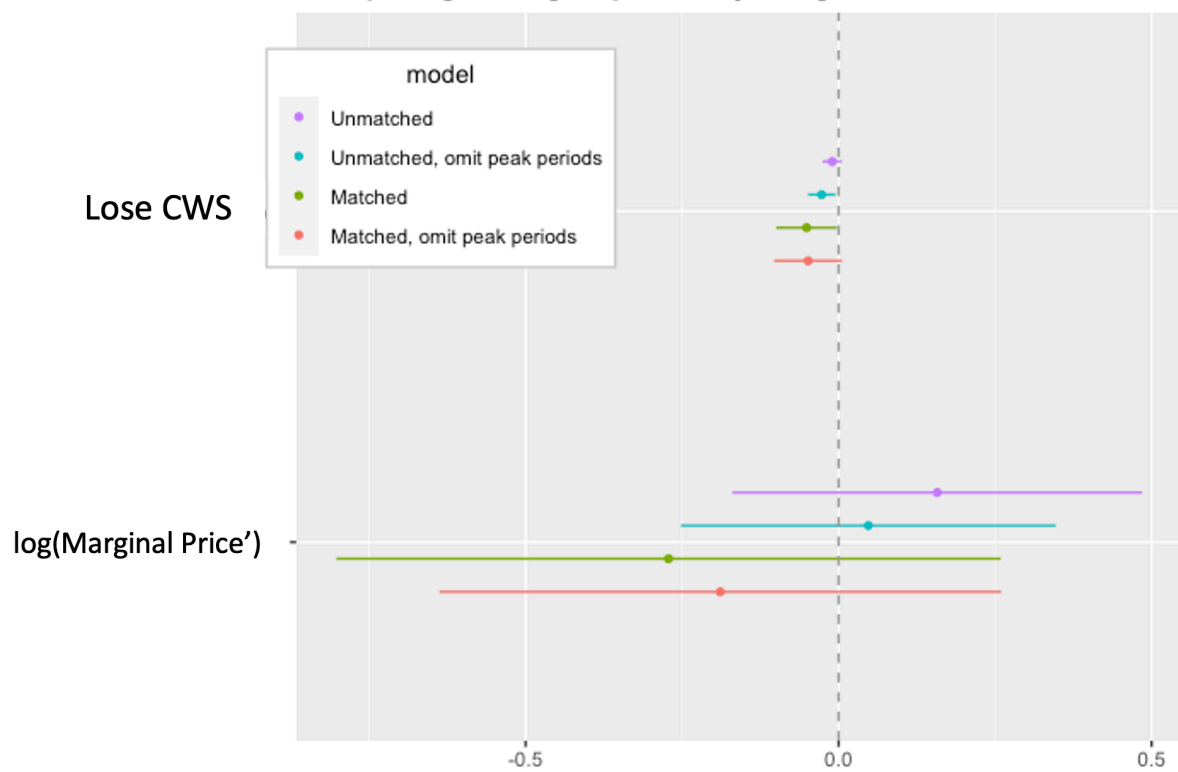 model
Unmatched
Unmatched, omit peak periods
Matched
Matched, omit peak periods
Lose CWS
log(Marginal Price’)
-0.5 0.0 0.5